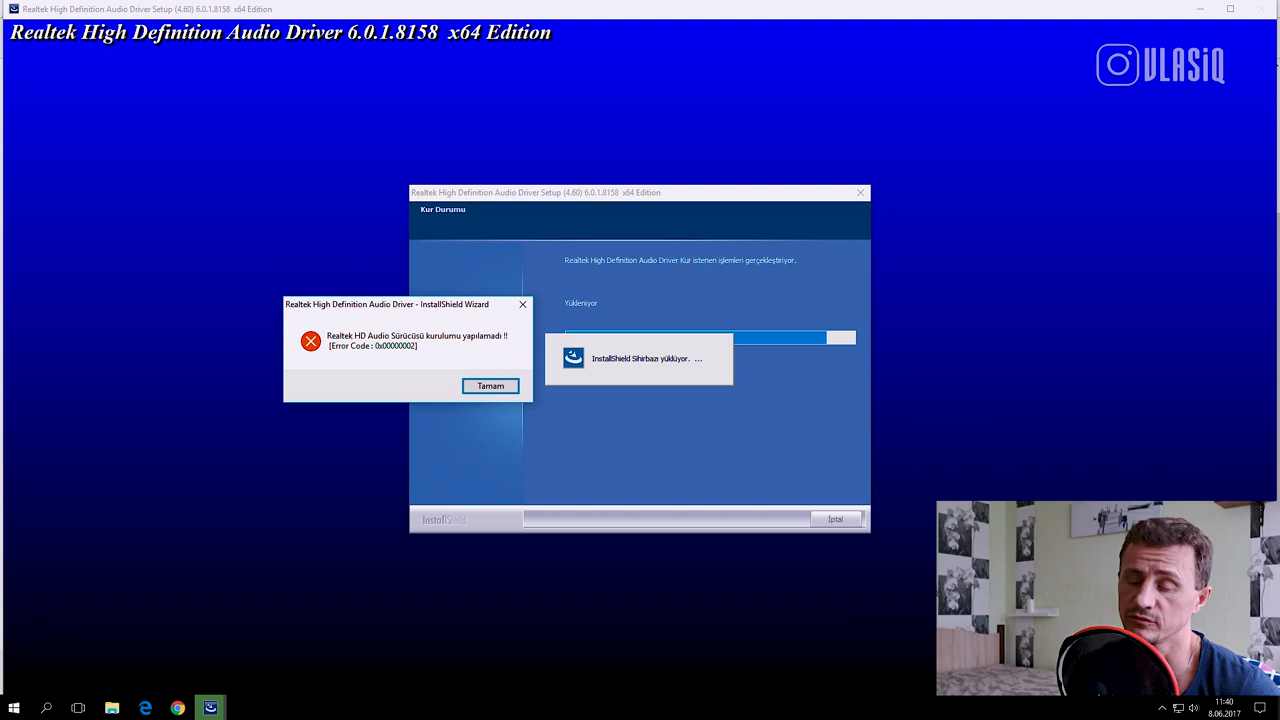 Realtek High Definition Audio Driver Setup (4.60) 6.0.1.8158 x64 Edition
Realtek High Definition Audio Driver 6.0.1.8158 x64 Edition
VLASiQ
Realtek High Definition Audio Driver Setup (4.60) 6.0.1.8158 x64 Edition
Kur Durumu
Realtek High Definition Audio Driver Kur istenen işlemleri gerçekleştiriyor.
Yükleniyor
Realtek High Definition Audio Driver - InstallShield Wizard
Realtek HD Audio Sürücüsü kurulumu yapılamadı !!
[Error Code : 0x00000002]
Tamam
InstallShield Sihirbazı yüklüyor. ...
InstallShield
İptal
11:40
8.06.2017